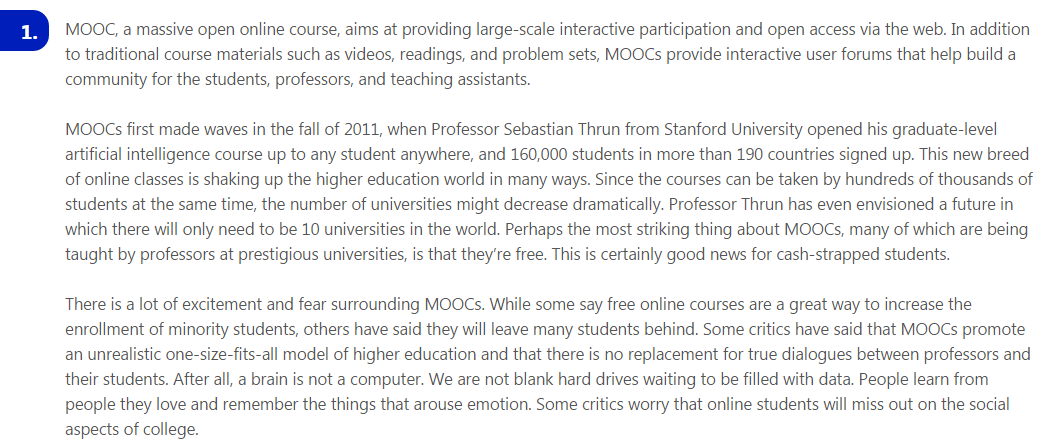 1.
MOOC, a massive open online course, aims at providing large-scale interactive participation and open access via the web. In addition
to traditional course materials such as videos, readings, and problem sets, MOOCs provide interactive user forums that help build a
community for the students, professors, and teaching assistants.
MOOCs first made waves in the fall of 2011, when Professor Sebastian Thrun from Stanford University opened his graduate-level
artificial intelligence course up to any student anywhere, and 160,000 students in more than 190 countries signed up. This new breed
of online classes is shaking up the higher education world in many ways. Since the courses can be taken by hundreds of thousands of
students at the same time, the number of universities might decrease dramatically. Professor Thrun has even envisioned a future in
which there will only need to be 10 universities in the world. Perhaps the most striking thing about MOOCs, many of which are being
taught by professors at prestigious universities, is that they’re free. This is certainly good news for cash-strapped students.
There is a lot of excitement and fear surrounding MOOCs. While some say free online courses are a great way to increase the
enrollment of minority students, others have said they will leave many students behind. Some critics have said that MOOCs promote
an unrealistic one-size-fits-all model of higher education and that there is no replacement for true dialogues between professors and
their students. After all, a brain is not a computer. We are not blank hard drives waiting to be filled with data. People learn from
people they love and remember the things that arouse emotion. Some critics worry that online students will miss out on the social
aspects of college.